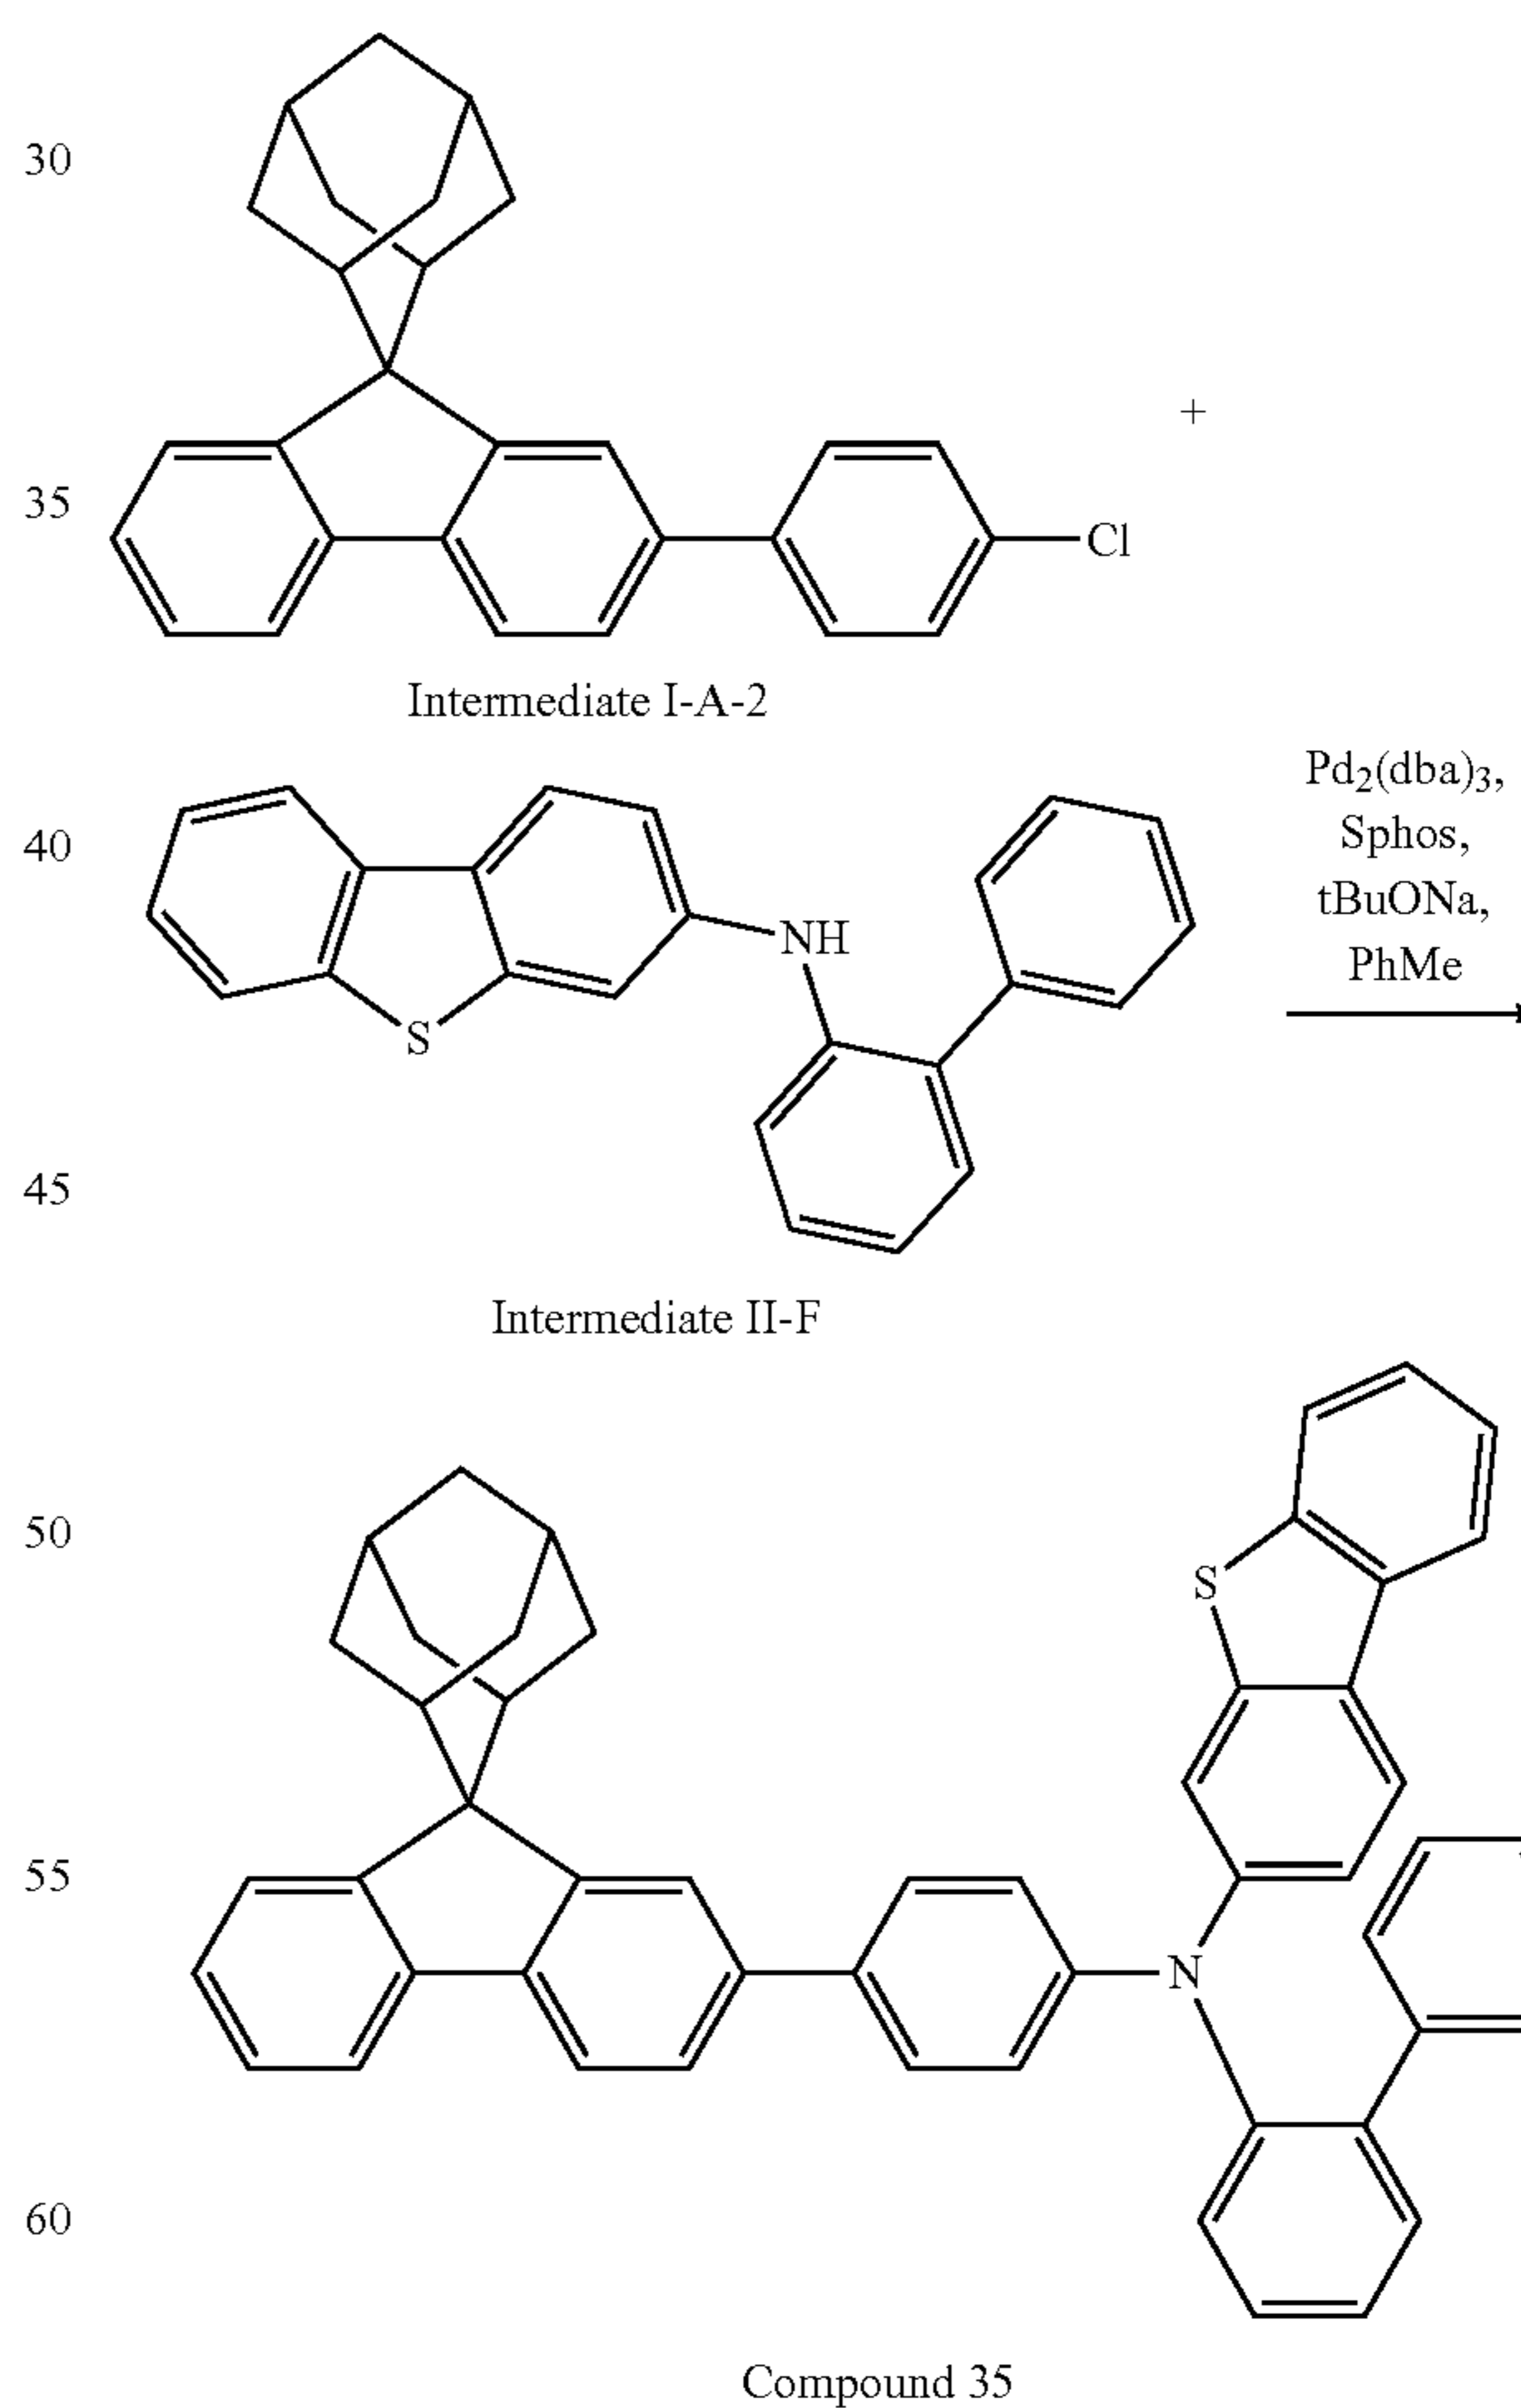 30
+
35
Cl
Intermediate I-A-2
Pd2(dba)3,
40
Sphos,
tBuONa,
NH
PhMe
S
45
Intermediate II-F
50
S
55
N
60
Compound 35